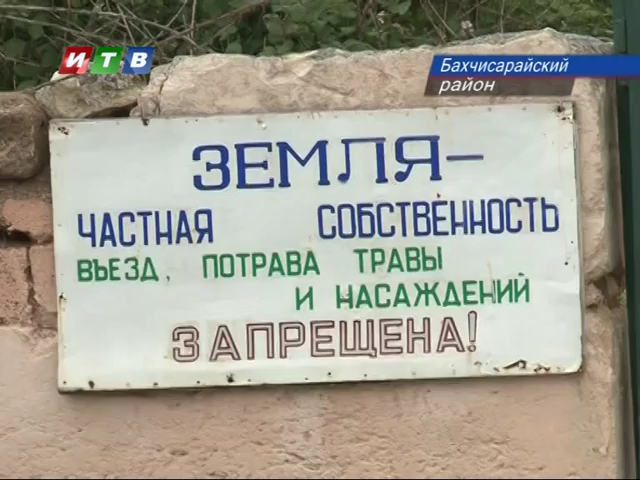 ИТВ
Бахчисарайский
район
ЗЕМЛЯ–
ЧАСТНАЯ СОБСТВЕННОСТЬ
ВЪЕЗД, ПОТРАВА ТРАВЫ
И НАСАЖДЕНИЙ
ЗАПРЕЩЕНА!